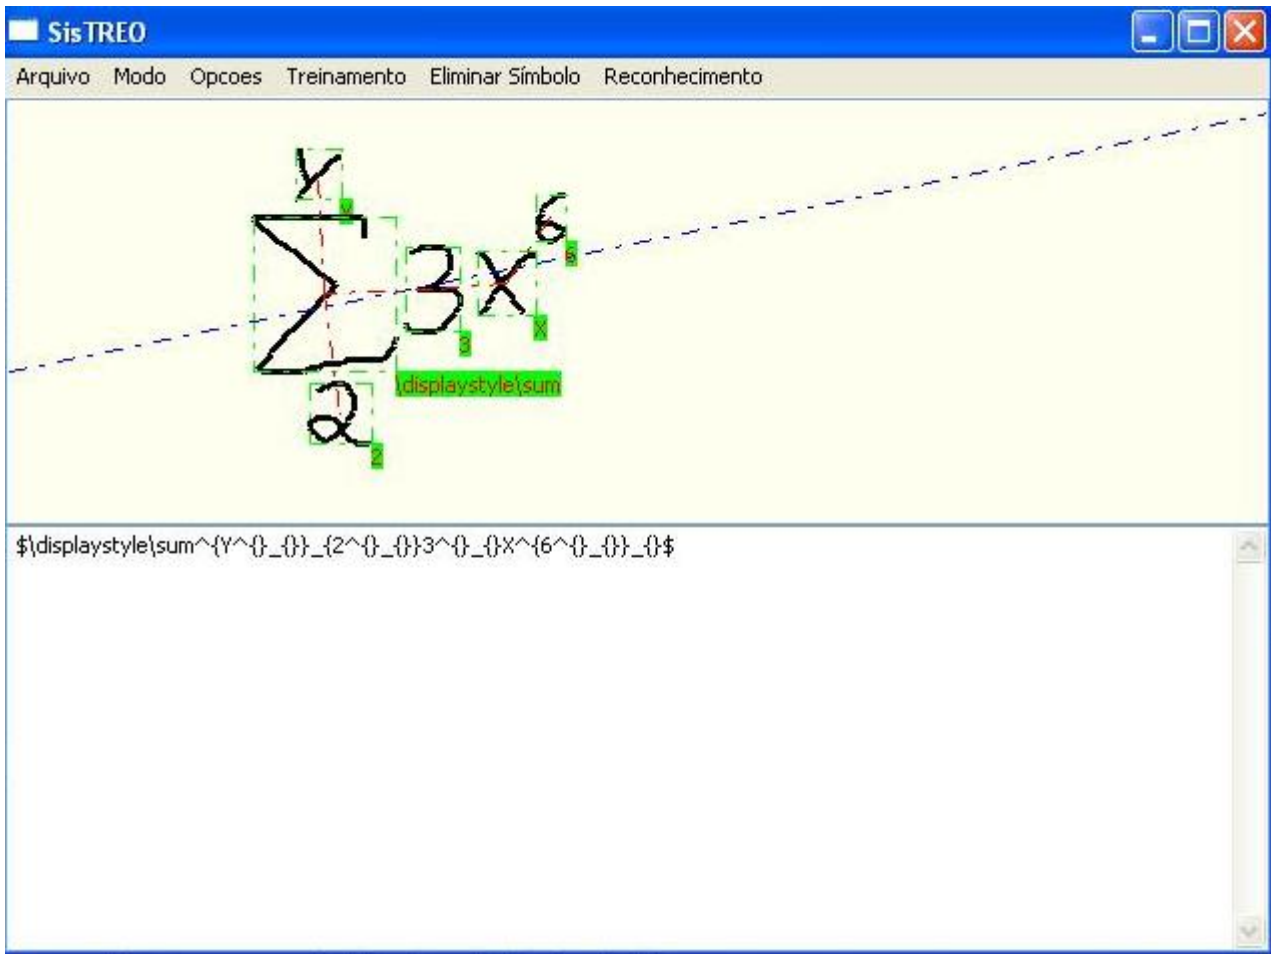 SisTREO
Arquivo Modo Opcoes Treinamento Eliminar Símbolo Reconhecimento
Y
Y
6
3 X
6
X
3
\displaystyle\sum
2
2
$\displaystyle\sum^{Y^{}_{}}_{2^{}_{}}3^{}_{}X^{6^{}_{}}_{}$